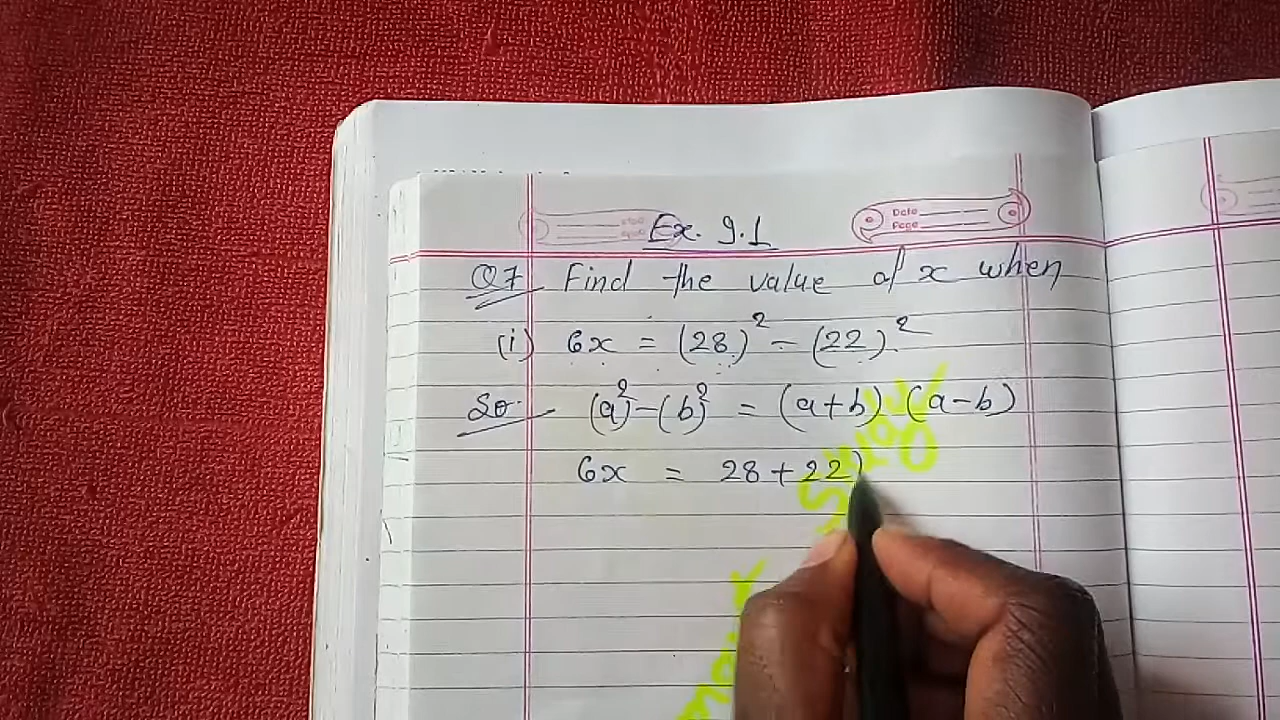 Ex. 9.1
Date
Page
Q7 Find the value of x when
(i) 6x = (28)² - (22)²
So. (a²)-(b)² = (a+b) (a-b)
6x = 28+22)